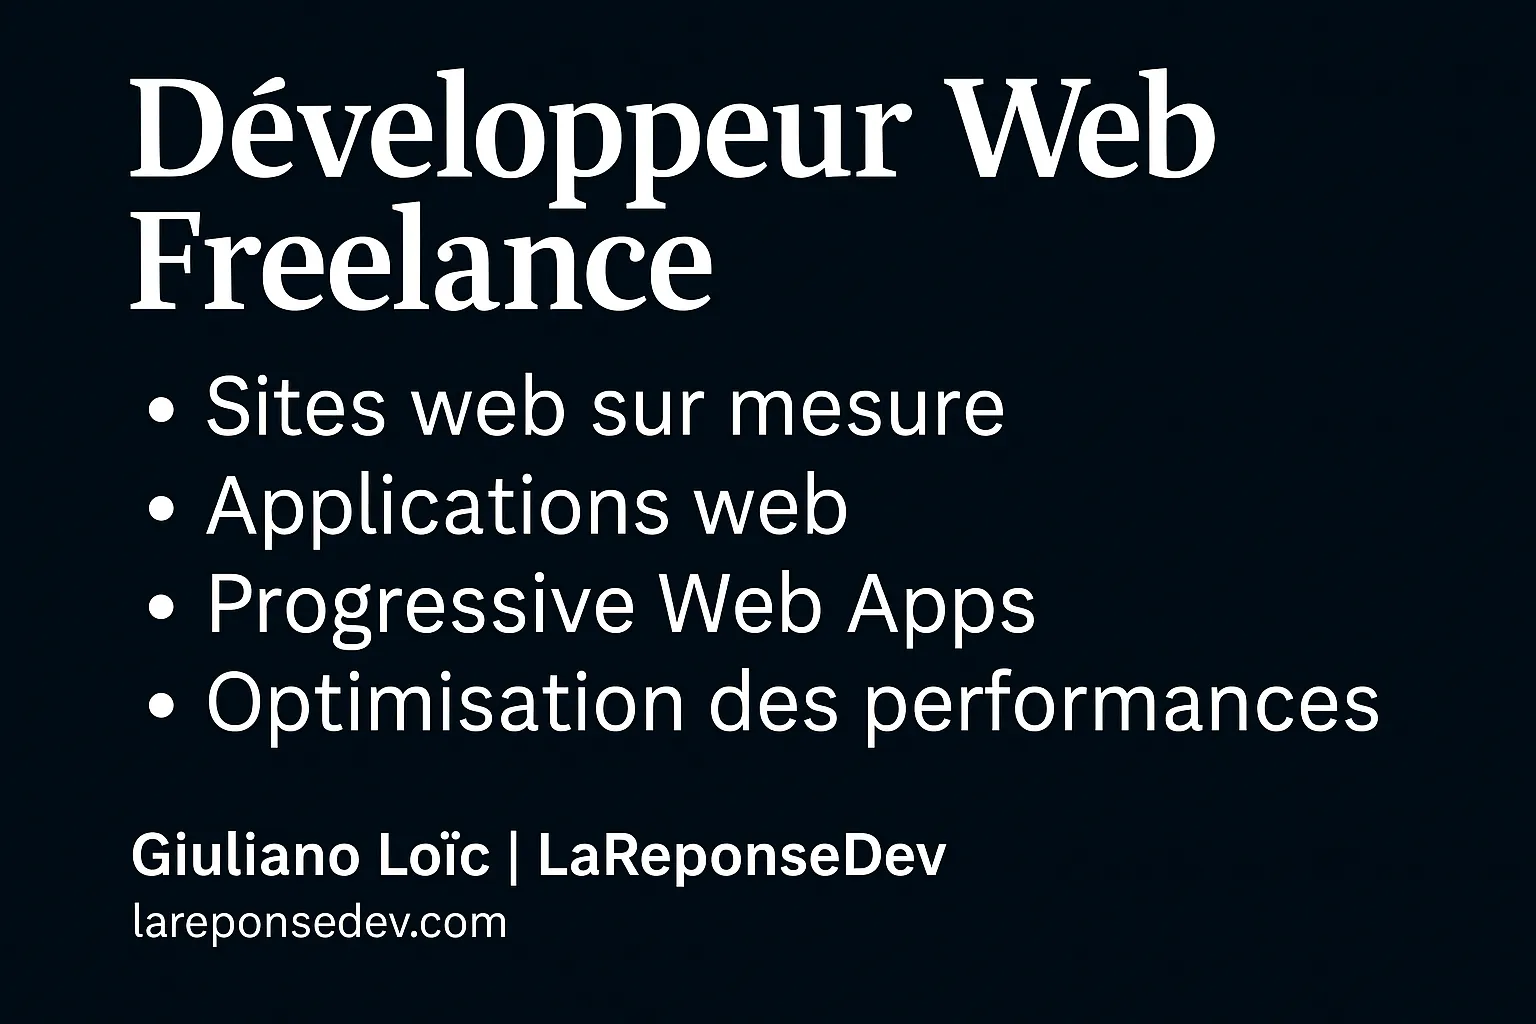 Développeur Web
Freelance
• Sites web sur mesure
• Applications web
• Progressive Web Apps
• Optimisation des performances
Giuliano Loïc | LaReponseDev
lareponsedev.com